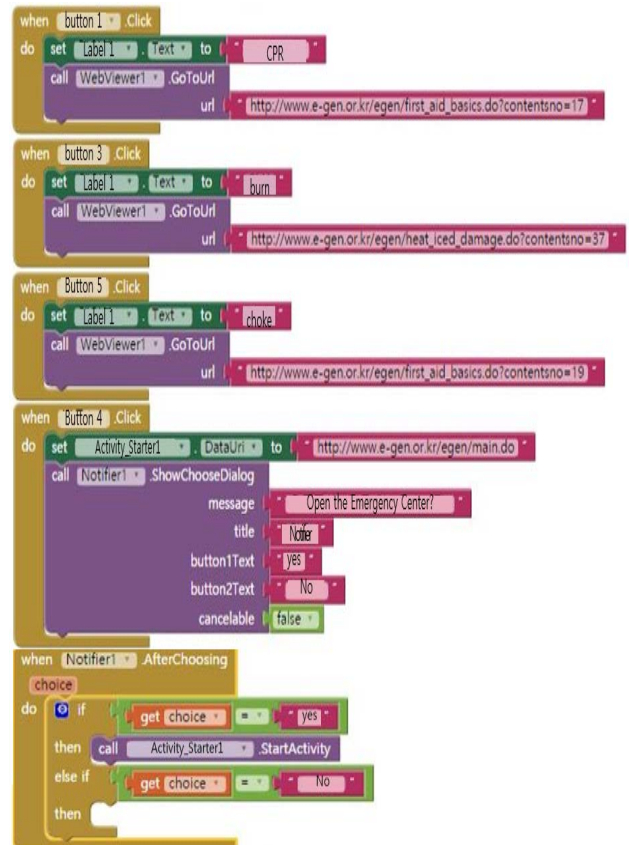 when button 1 .Click
do set Label 1 . Text to " CPR "
call WebViewer1 .GoToUrl
url " http://www.e-gen.or.kr/egen/first_aid_basics.do?contentsno=17 "
when button 3 .Click
do set Label 1 . Text to " burn "
call WebViewer1 .GoToUrl
url " http://www.e-gen.or.kr/egen/heat_iced_damage.do?contentsno=37 "
when Button 5 .Click
do set Label 1 . Text to " choke "
call WebViewer1 .GoToUrl
url " http://www.e-gen.or.kr/egen/first_aid_basics.do?contentsno=19 "
when Button 4 .Click
do set Activity_Starter1 . DataUri to " http://www.e-gen.or.kr/egen/main.do "
call Notifier1 .ShowChooseDialog
message " Open the Emergency Center? "
title " Notifier "
button1Text " yes "
button2Text " No "
cancelable false
when Notifier1 .AfterChoosing
choice
do if get choice = " yes "
then call Activity_Starter1 .StartActivity
else if get choice = " No "
then